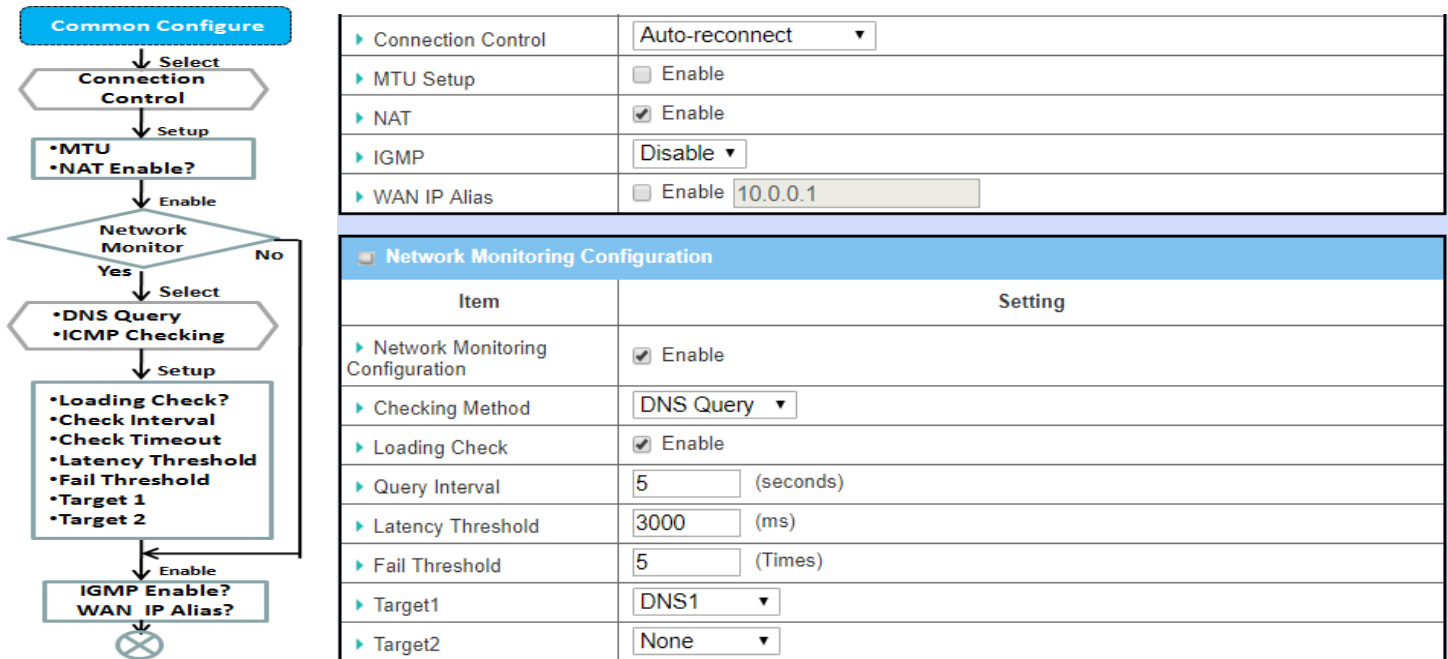 Common Configure
Select
Connection
Control
Setup
•MTU
•NAT Enable?
Enable
Network
Monitor
No
Yes
Select
•DNS Query
•ICMP Checking
Setup
•Loading Check?
•Check Interval
•Check Timeout
•Latency Threshold
•Fail Threshold
•Target 1
•Target 2
Enable
IGMP Enable?
WAN IP Alias?
Connection Control Auto-reconnect
MTU Setup Enable
NAT Enable
IGMP Disable
WAN IP Alias Enable 10.0.0.1
Network Monitoring Configuration
Item Setting
Network Monitoring
Configuration Enable
Checking Method DNS Query
Loading Check Enable
Query Interval 5 (seconds)
Latency Threshold 3000 (ms)
Fail Threshold 5 (Times)
Target1 DNS1
Target2 None